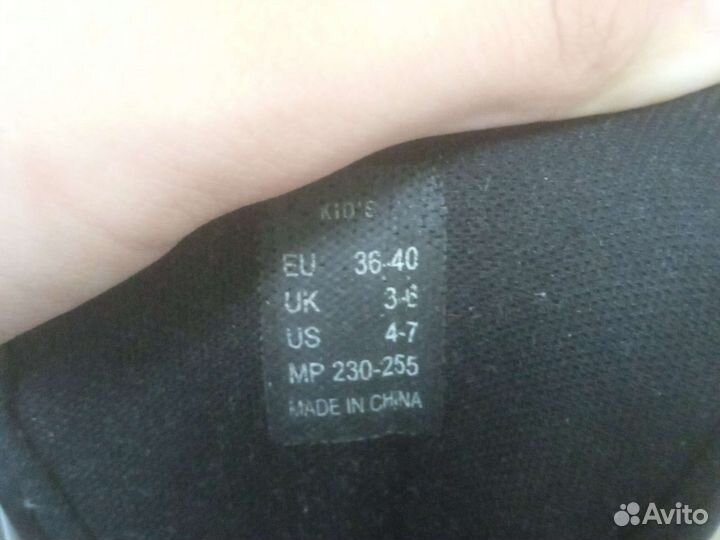 KID'S
EU 36-40
UK 3-6
US 4-7
MP 230-255
MADE IN CHINA
Avito